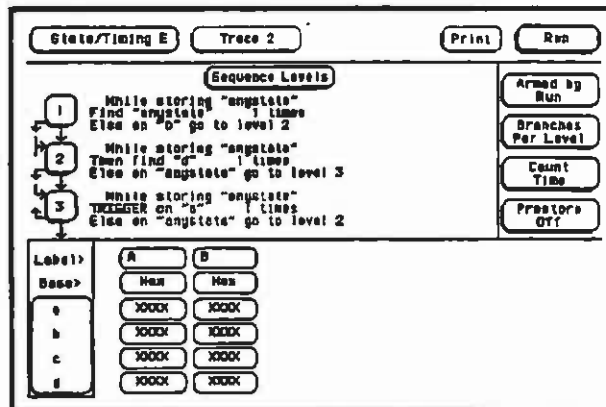 State/Timing E Trace 2 Print Run
Sequence Levels
Armed by Run
Branches Per Level
Count Time
Prestore Off
1
While storing "anystate"
Find "anystate" 1 times
Else on "b" go to level 2
2
While storing "anystate"
Then find "d" 1 times
Else on "anystate" go to level 3
3
While storing "anystate"
TRIGGER on "a" 1 times
Else on "anystate" go to level 2
Label> A B
Base> Hex Hex
a XXXX XXXX
b XXXX XXXX
c XXXX XXXX
d XXXX XXXX